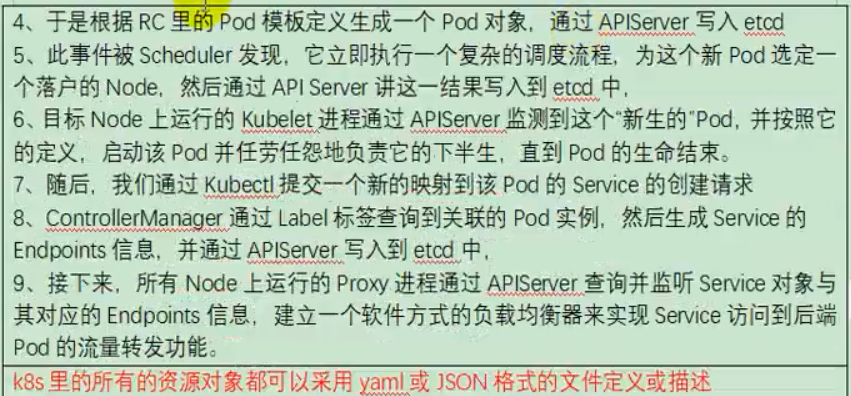 4、于是根据 RC 里的 Pod 模板定义生成一个 Pod 对象，通过 APIServer 写入 etcd
5、此事件被 Scheduler 发现，它立即执行一个复杂的调度流程，为这个新 Pod 选定一
个落户的 Node，然后通过 API Server 讲这一结果写入到 etcd 中，
6、目标 Node 上运行的 Kubelet 进程通过 APIServer 监测到这个“新生的”Pod，并按照它
的定义，启动该 Pod 并任劳任怨地负责它的下半生，直到 Pod 的生命结束。
7、随后，我们通过 Kubectl 提交一个新的映射到该 Pod 的 Service 的创建请求
8、ControllerManager 通过 Label 标签查询到关联的 Pod 实例，然后生成 Service 的
Endpoints 信息，并通过 APIServer 写入到 etcd 中，
9、接下来，所有 Node 上运行的 Proxy 进程通过 APIServer 查询并监听 Service 对象与
其对应的 Endpoints 信息，建立一个软件方式的负载均衡器来实现 Service 访问到后端
Pod 的流量转发功能。
k8s 里的所有的资源对象都可以采用 yaml 或 JSON 格式的文件定义或描述